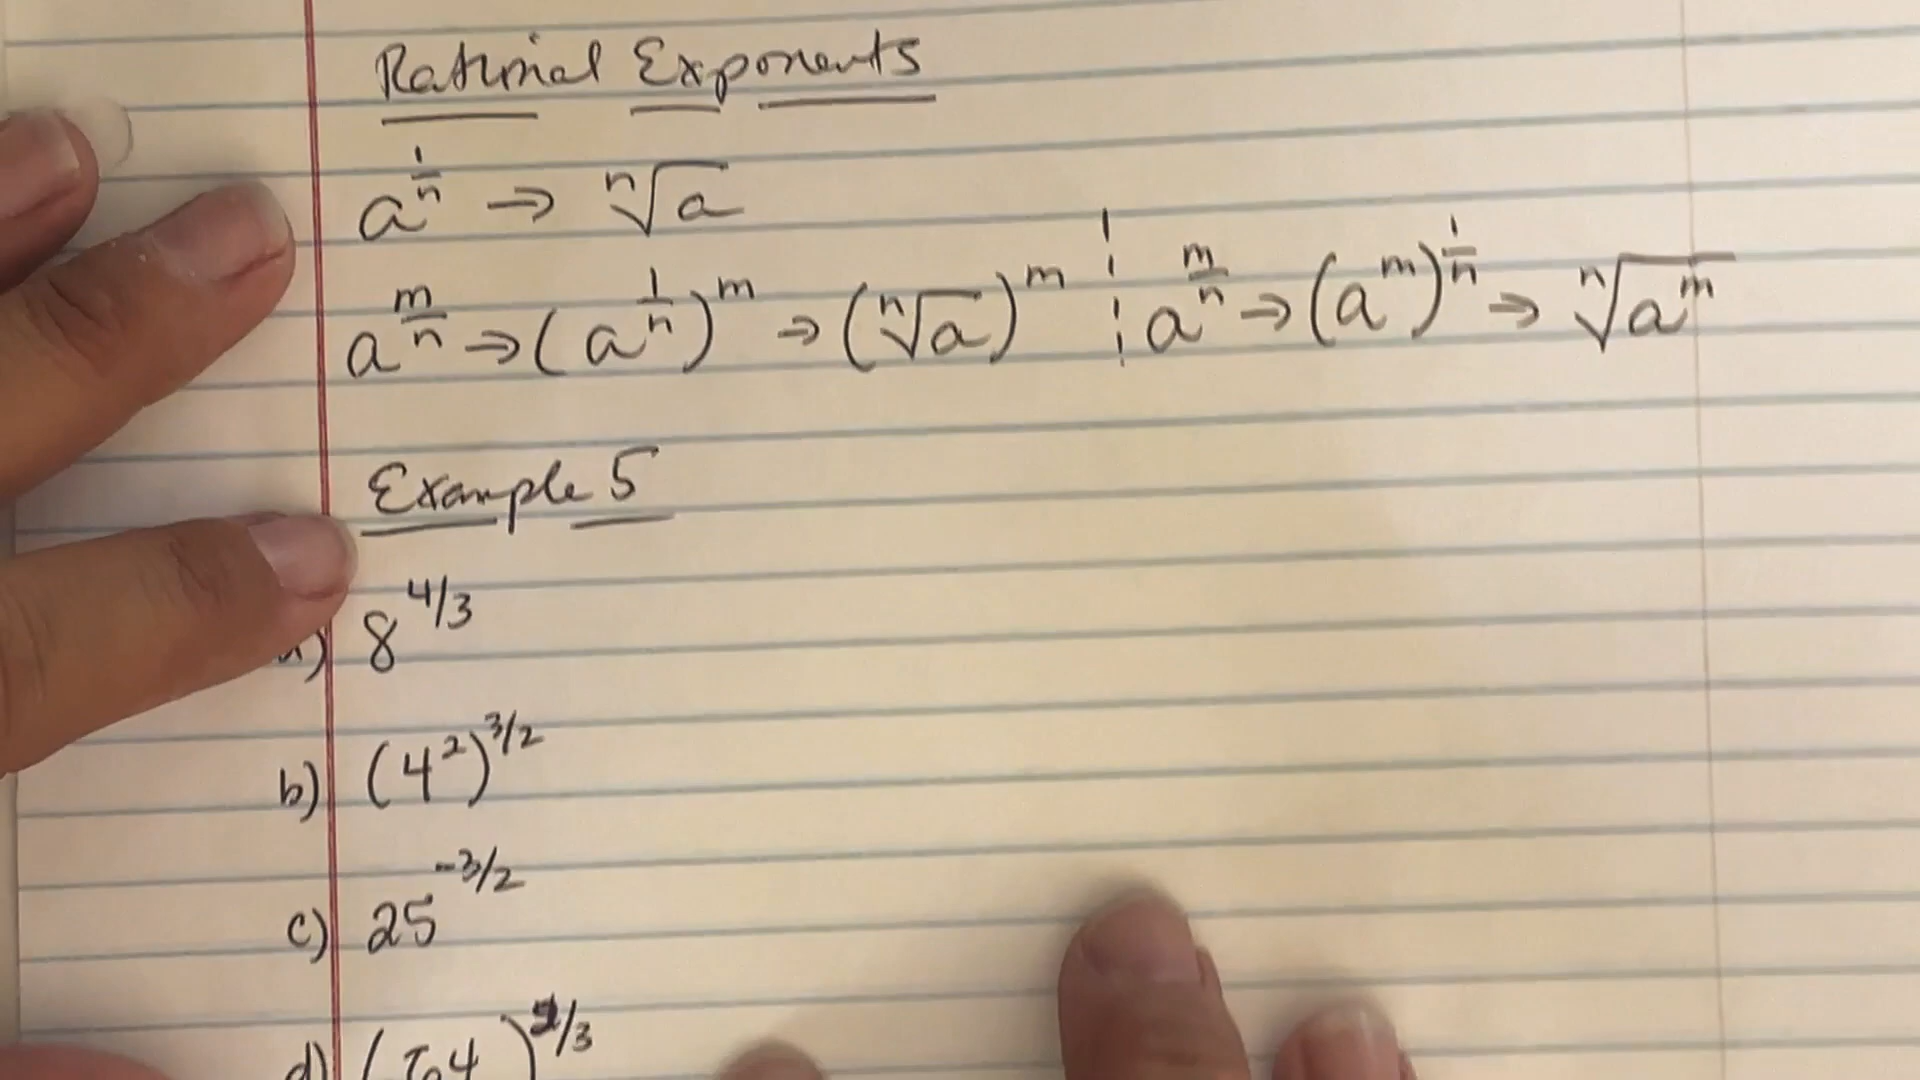 Rational Exponents
a^(1/n) → ⁿ√a
a^(m/n) → (a^(1/n))^m → (ⁿ√a)^m ¦ a^(m/n) → (a^m)^(1/n) → ⁿ√(a^m)
Example 5
a) 8^(4/3)
b) (4²)^(3/2)
c) 25^(-3/2)
d)